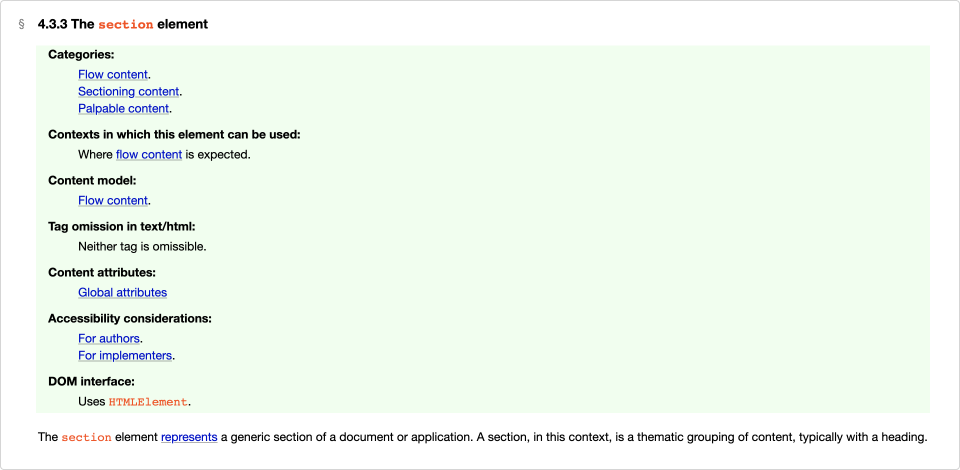 § 4.3.3 The section element
Categories:
Flow content.
Sectioning content.
Palpable content.
Contexts in which this element can be used:
Where flow content is expected.
Content model:
Flow content.
Tag omission in text/html:
Neither tag is omissible.
Content attributes:
Global attributes
Accessibility considerations:
For authors.
For implementers.
DOM interface:
Uses HTMLElement.
The section element represents a generic section of a document or application. A section, in this context, is a thematic grouping of content, typically with a heading.